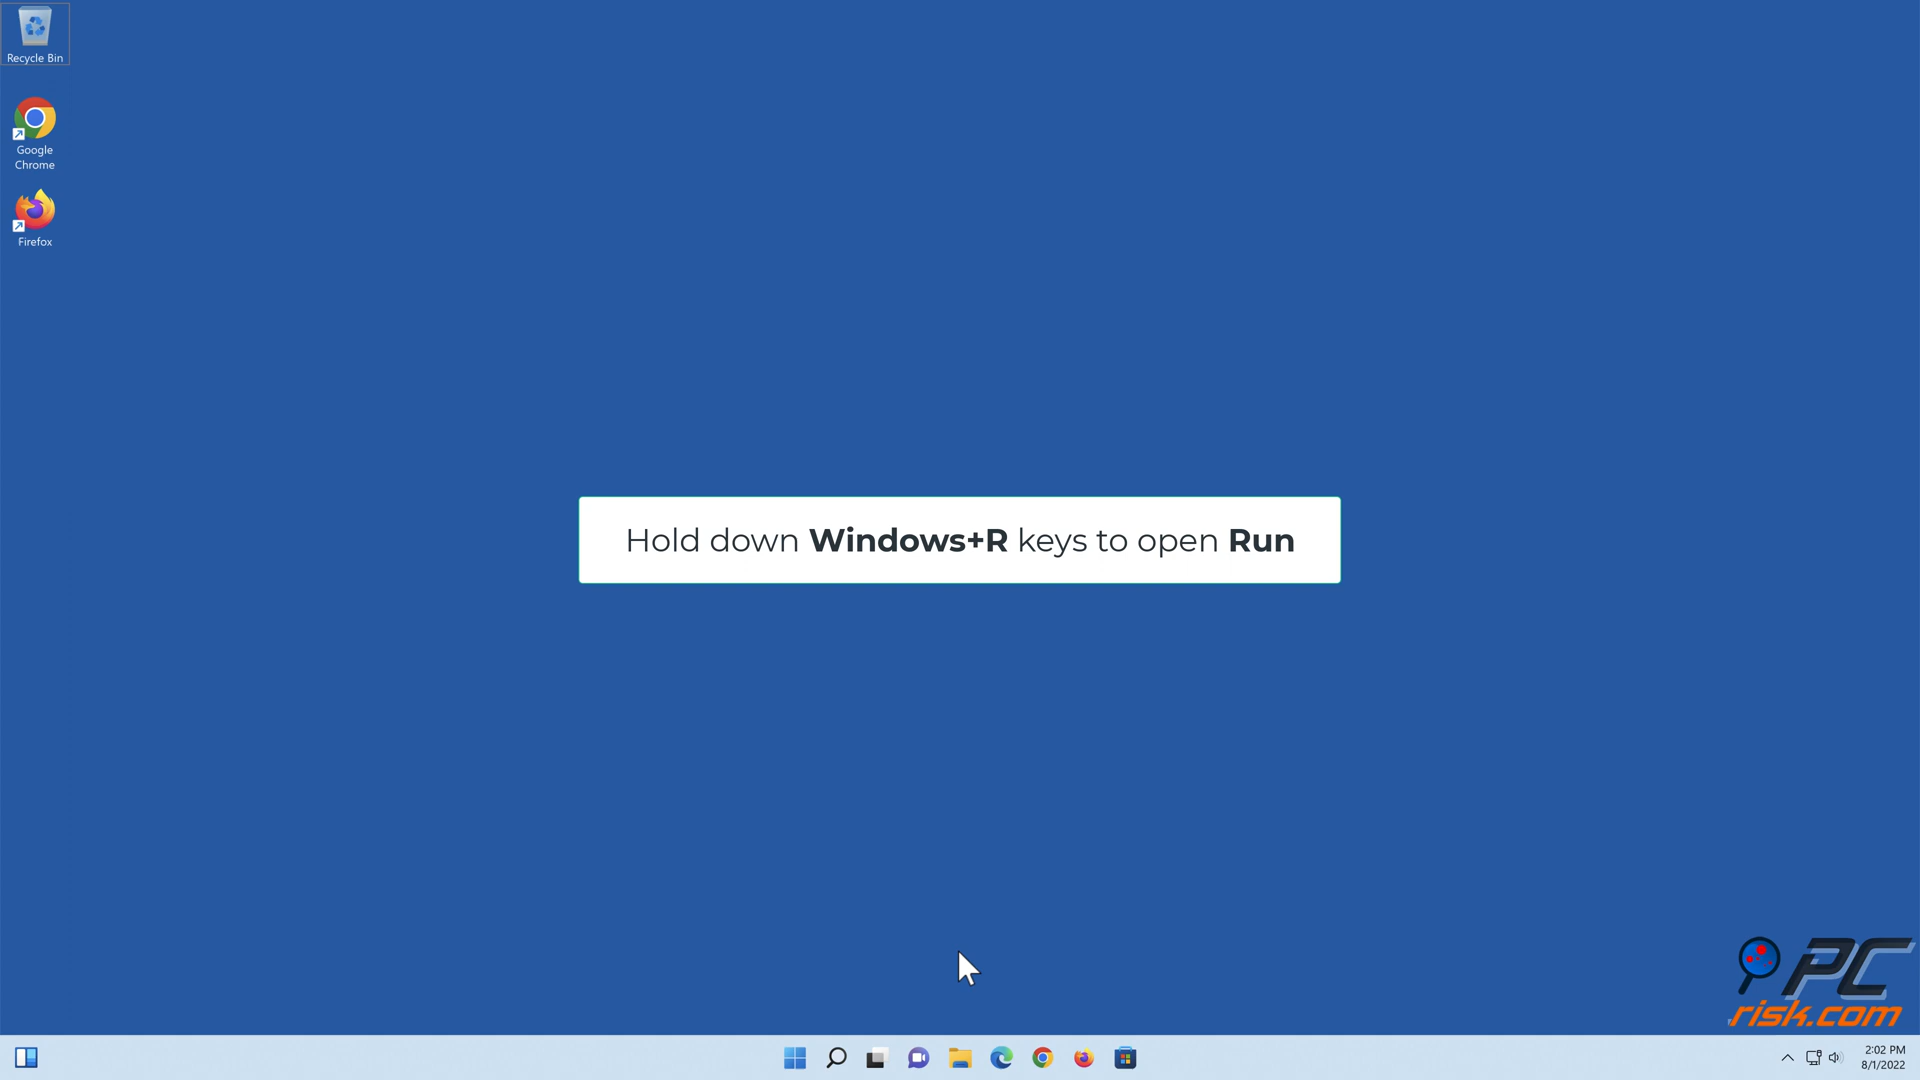 Recycle Bin
Google
Chrome
Firefox
Hold down Windows+R keys to open Run
PC
risk.com
2:02 PM
8/1/2022